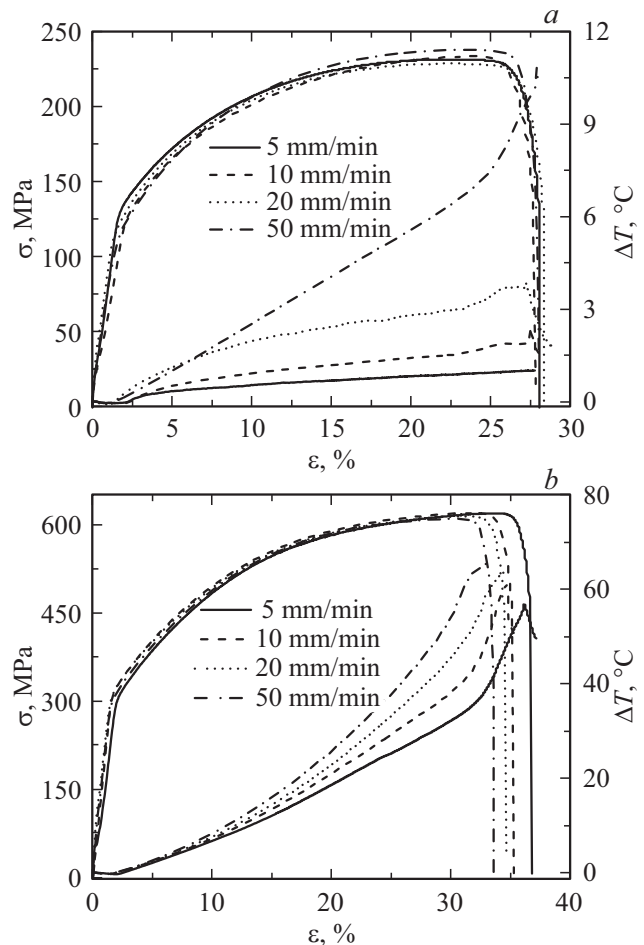 a
250
200
150
100
50
0
σ, MPa
12
9
6
3
0
ΔT, °C
5 mm/min
10 mm/min
20 mm/min
50 mm/min
0 5 10 15 20 25 30
ε, %
b
600
450
300
150
0
σ, MPa
80
60
40
20
0
ΔT, °C
5 mm/min
10 mm/min
20 mm/min
50 mm/min
0 10 20 30 40
ε, %